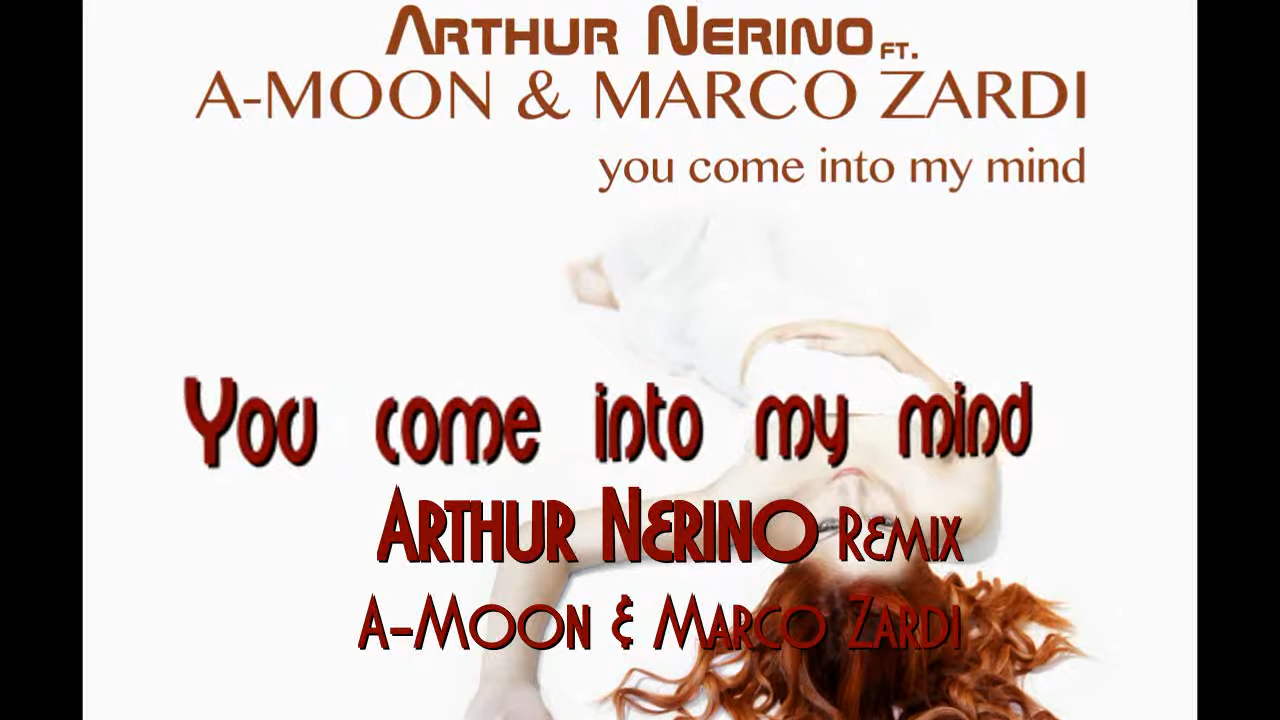 Arthur Nerino ft.
A-MOON & MARCO ZARDI
you come into my mind
You come into my mind
Arthur Nerino Remix
A-Moon & Marco Zardi